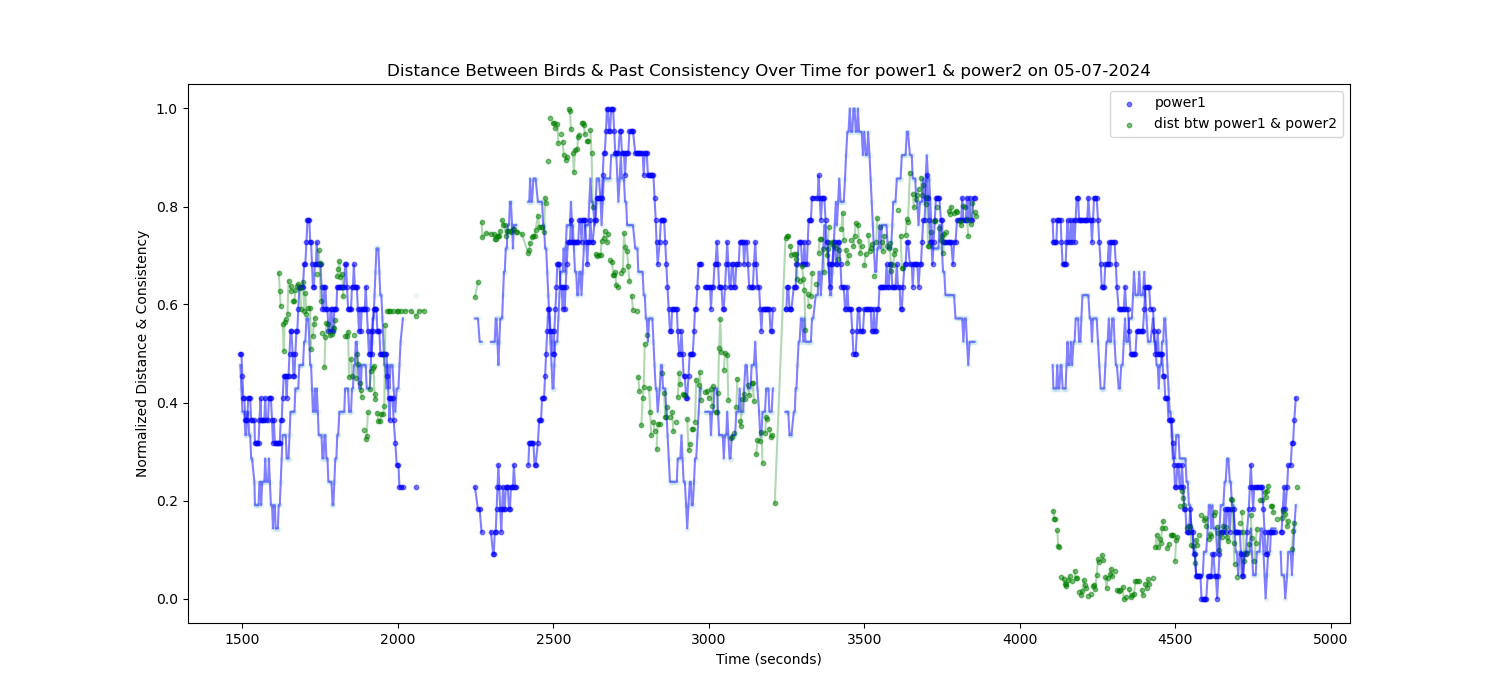 Distance Between Birds & Past Consistency Over Time for power1 & power2 on 05-07-2024
power1
dist btw power1 & power2
Normalized Distance & Consistency
1.0
0.8
0.6
0.4
0.2
0.0
1500 2000 2500 3000 3500 4000 4500 5000
Time (seconds)